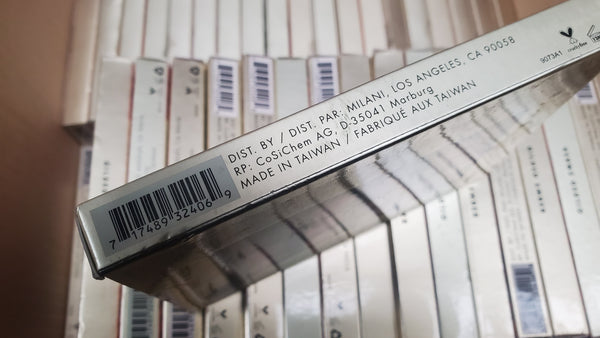 DIST. BY / DIST. PAR: MILANI, LOS ANGELES, CA 90058
RP: CoSiChem AG, D-35041 Marburg
MADE IN TAIWAN / FABRIQUÉ AUX TAIWAN
9073A1
7 17489 32406 9